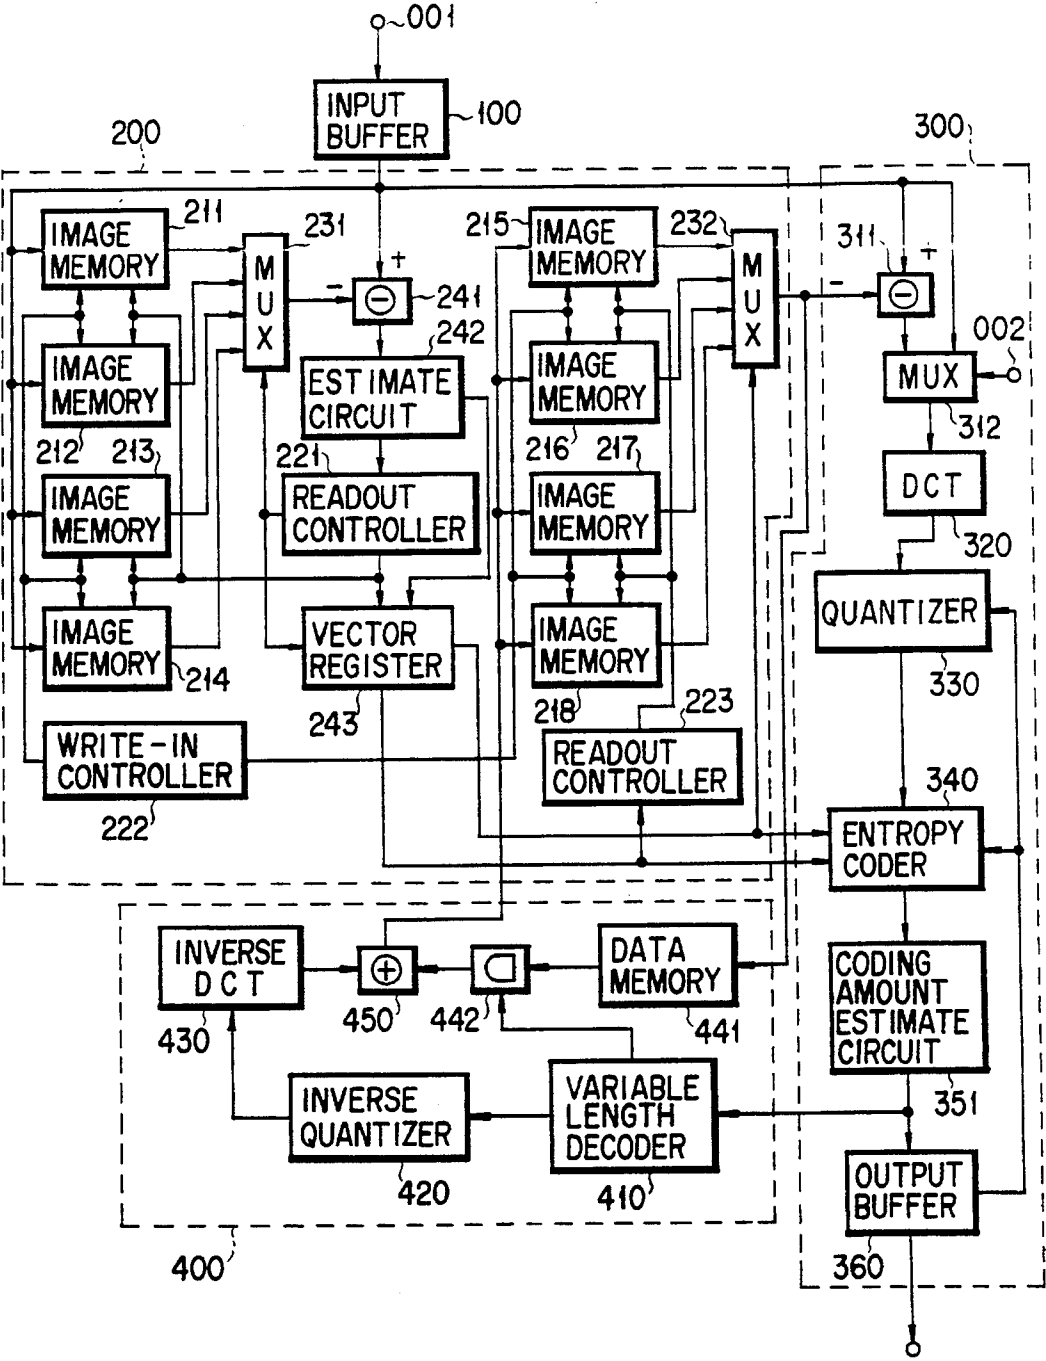 001
INPUT
BUFFER
100
200
300
211
IMAGE
MEMORY
231
M
U
X
+
-
241
242
215
IMAGE
MEMORY
232
M
U
X
-
311
+
002
MUX
312
IMAGE
MEMORY
212
ESTIMATE
CIRCUIT
IMAGE
MEMORY
216
213
IMAGE
MEMORY
221
READOUT
CONTROLLER
217
IMAGE
MEMORY
DCT
320
QUANTIZER
330
IMAGE
MEMORY
214
VECTOR
REGISTER
243
IMAGE
MEMORY
218
223
WRITE-IN
CONTROLLER
222
READOUT
CONTROLLER
340
ENTROPY
CODER
INVERSE
DCT
430
+
450
442
DATA
MEMORY
441
CODING
AMOUNT
ESTIMATE
CIRCUIT
351
INVERSE
QUANTIZER
420
VARIABLE
LENGTH
DECODER
410
OUTPUT
BUFFER
360
400